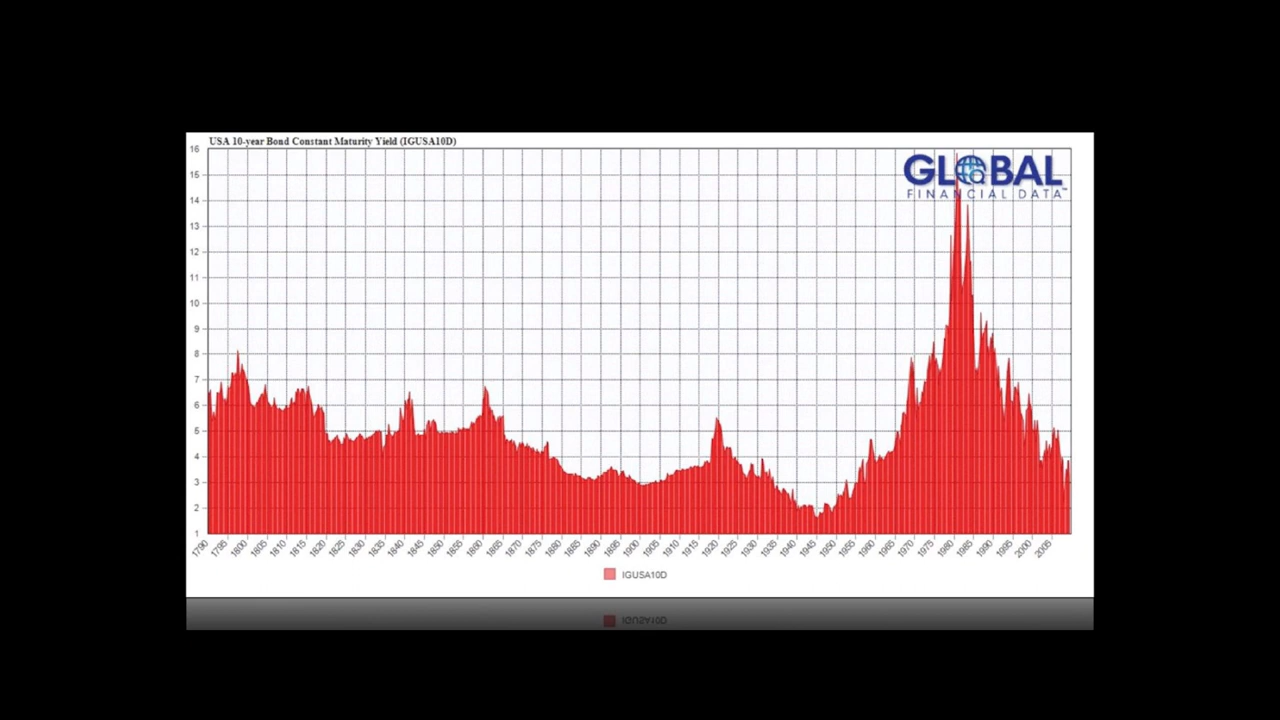 USA 10-year Bond Constant Maturity Yield (IGUSA10D)
GLOBAL
FINANCIAL DATA™
16
15
14
13
12
11
10
9
8
7
6
5
4
3
2
1
1790 1795 1800 1805 1810 1815 1820 1825 1830 1835 1840 1845 1850 1855 1860 1865 1870 1875 1880 1885 1890 1895 1900 1905 1910 1915 1920 1925 1930 1935 1940 1945 1950 1955 1960 1965 1970 1975 1980 1985 1990 1995 2000 2005
IGUSA10D
IGUSA10D